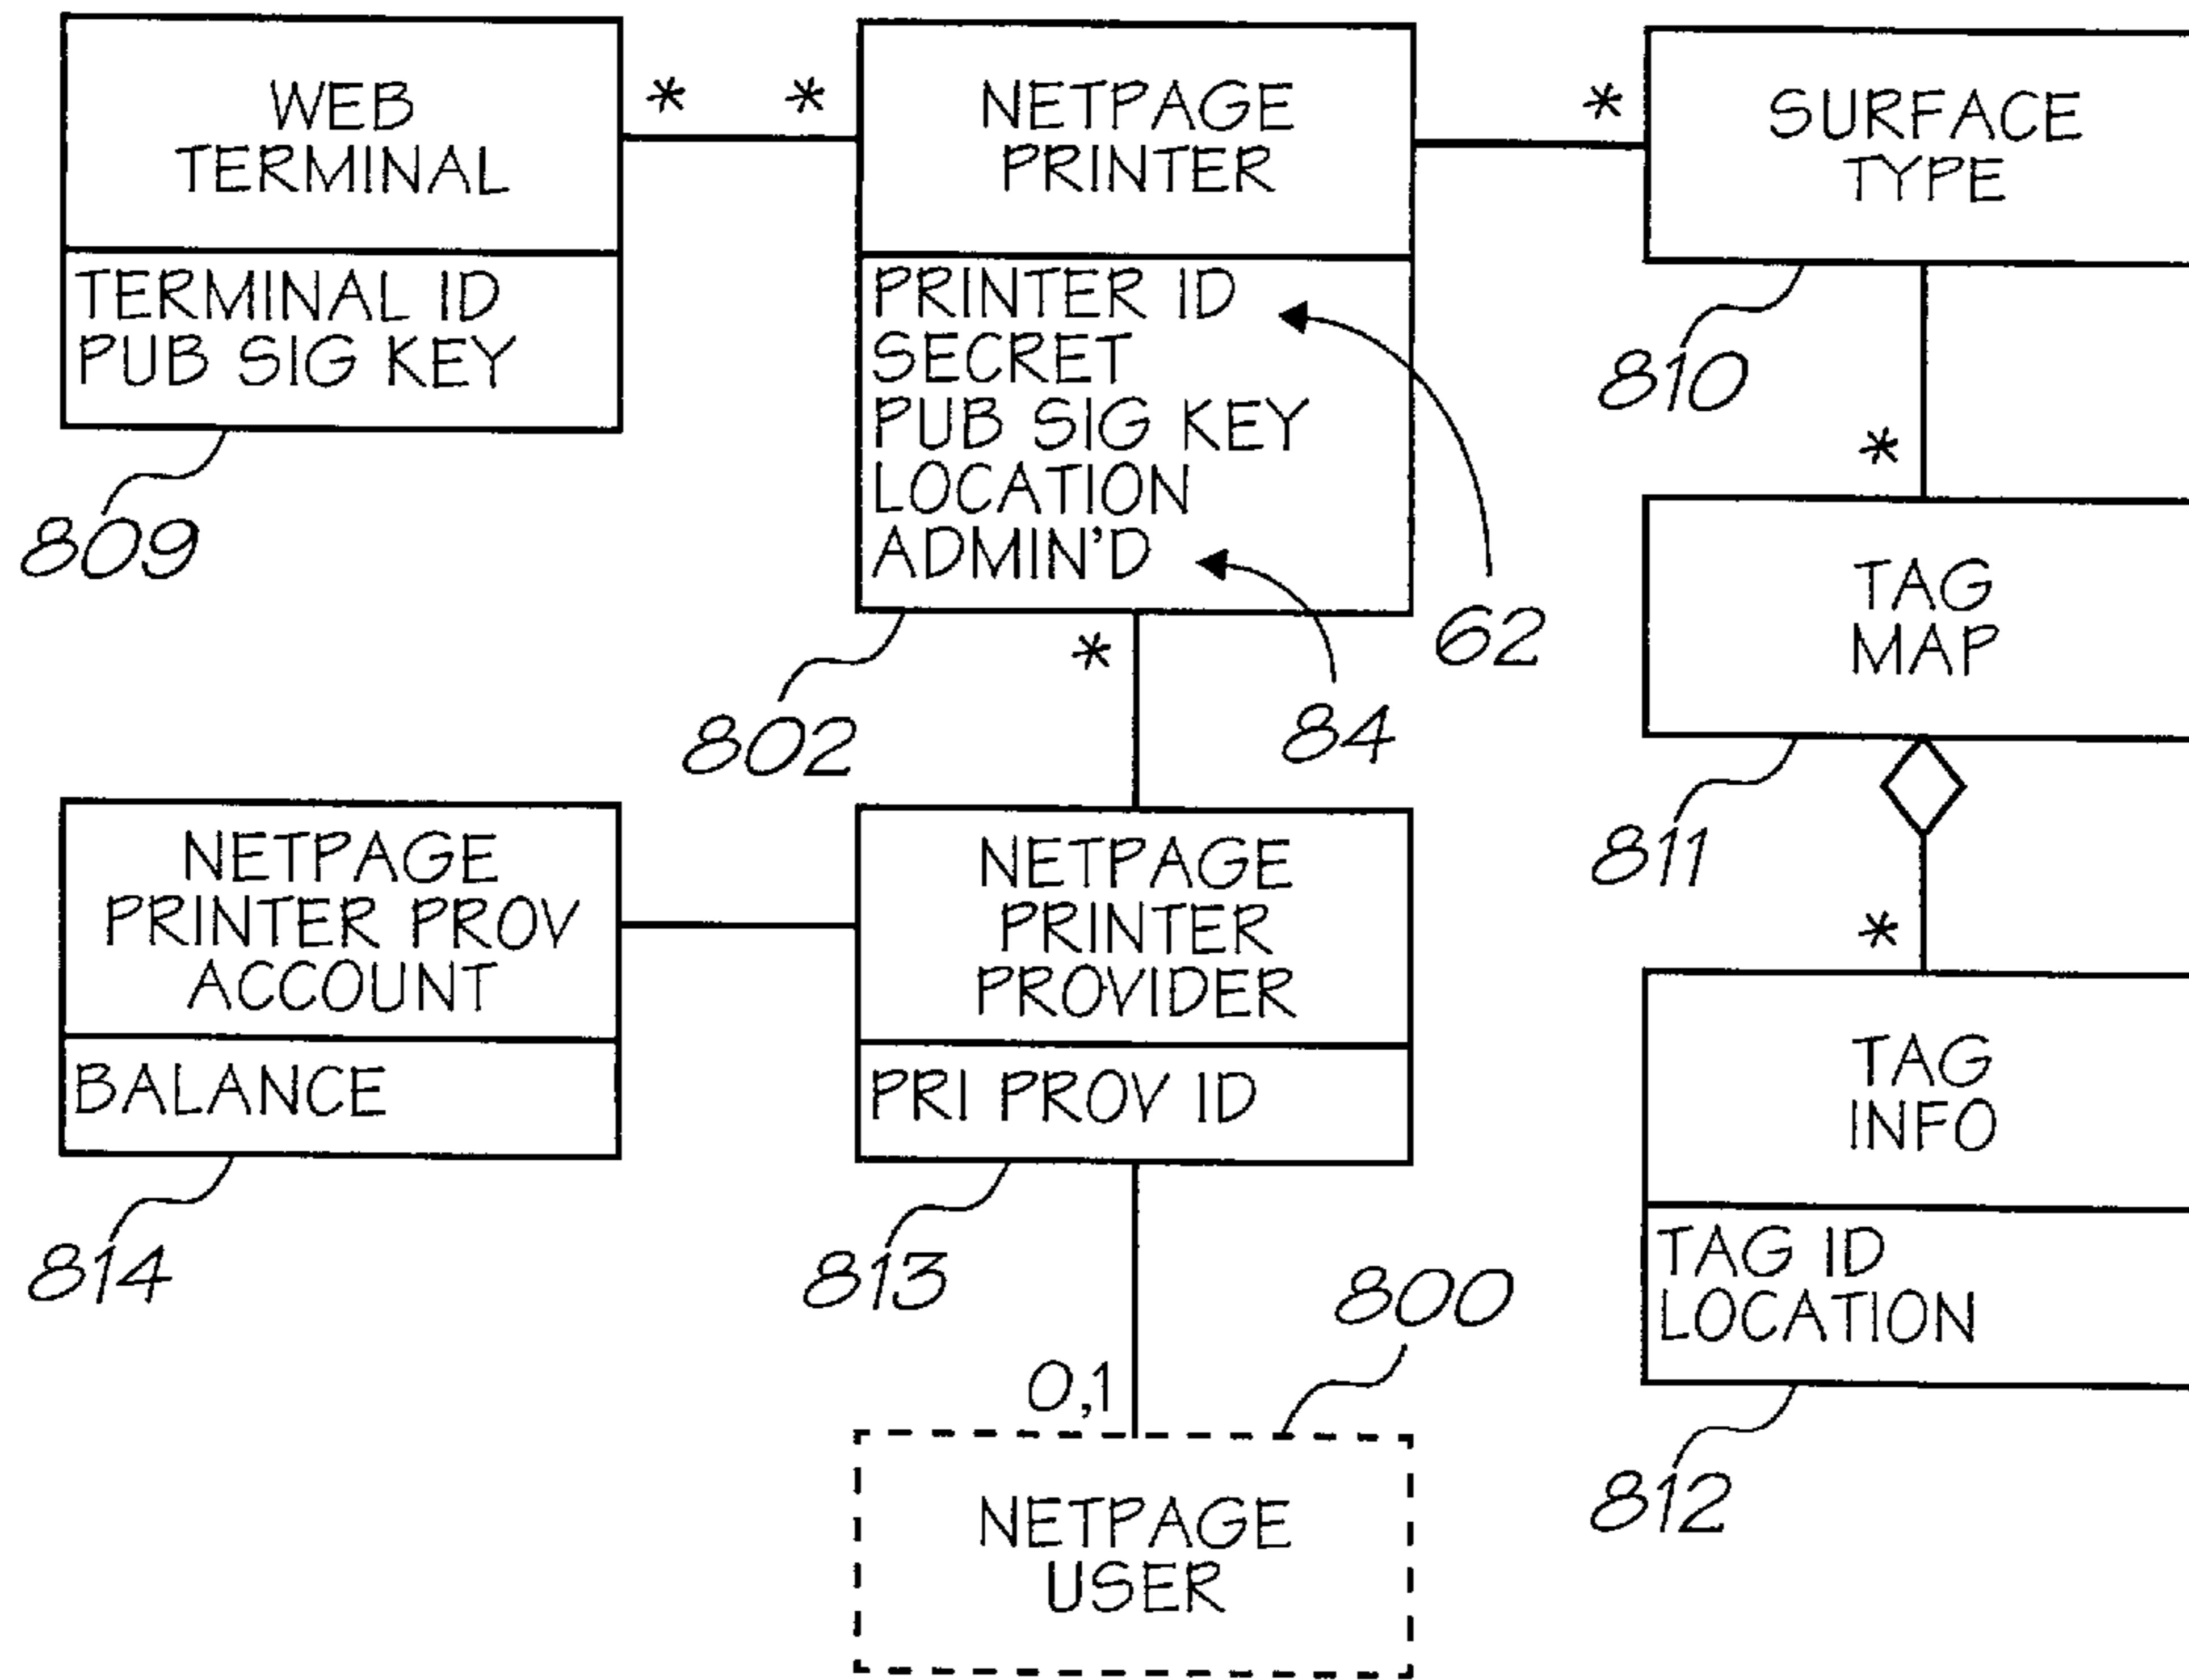 WEB
TERMINAL
TERMINAL ID
PUB SIG KEY
809
*
*
NETPAGE
PRINTER
PRINTER ID
SECRET
PUB SIG KEY
LOCATION
ADMIN'D
62
84
802
*
*
SURFACE
TYPE
810
*
TAG
MAP
811
*
TAG
INFO
TAG ID
LOCATION
812
NETPAGE
PRINTER PROV
ACCOUNT
BALANCE
814
NETPAGE
PRINTER
PROVIDER
PRI PROV ID
813
800
0,1
NETPAGE
USER